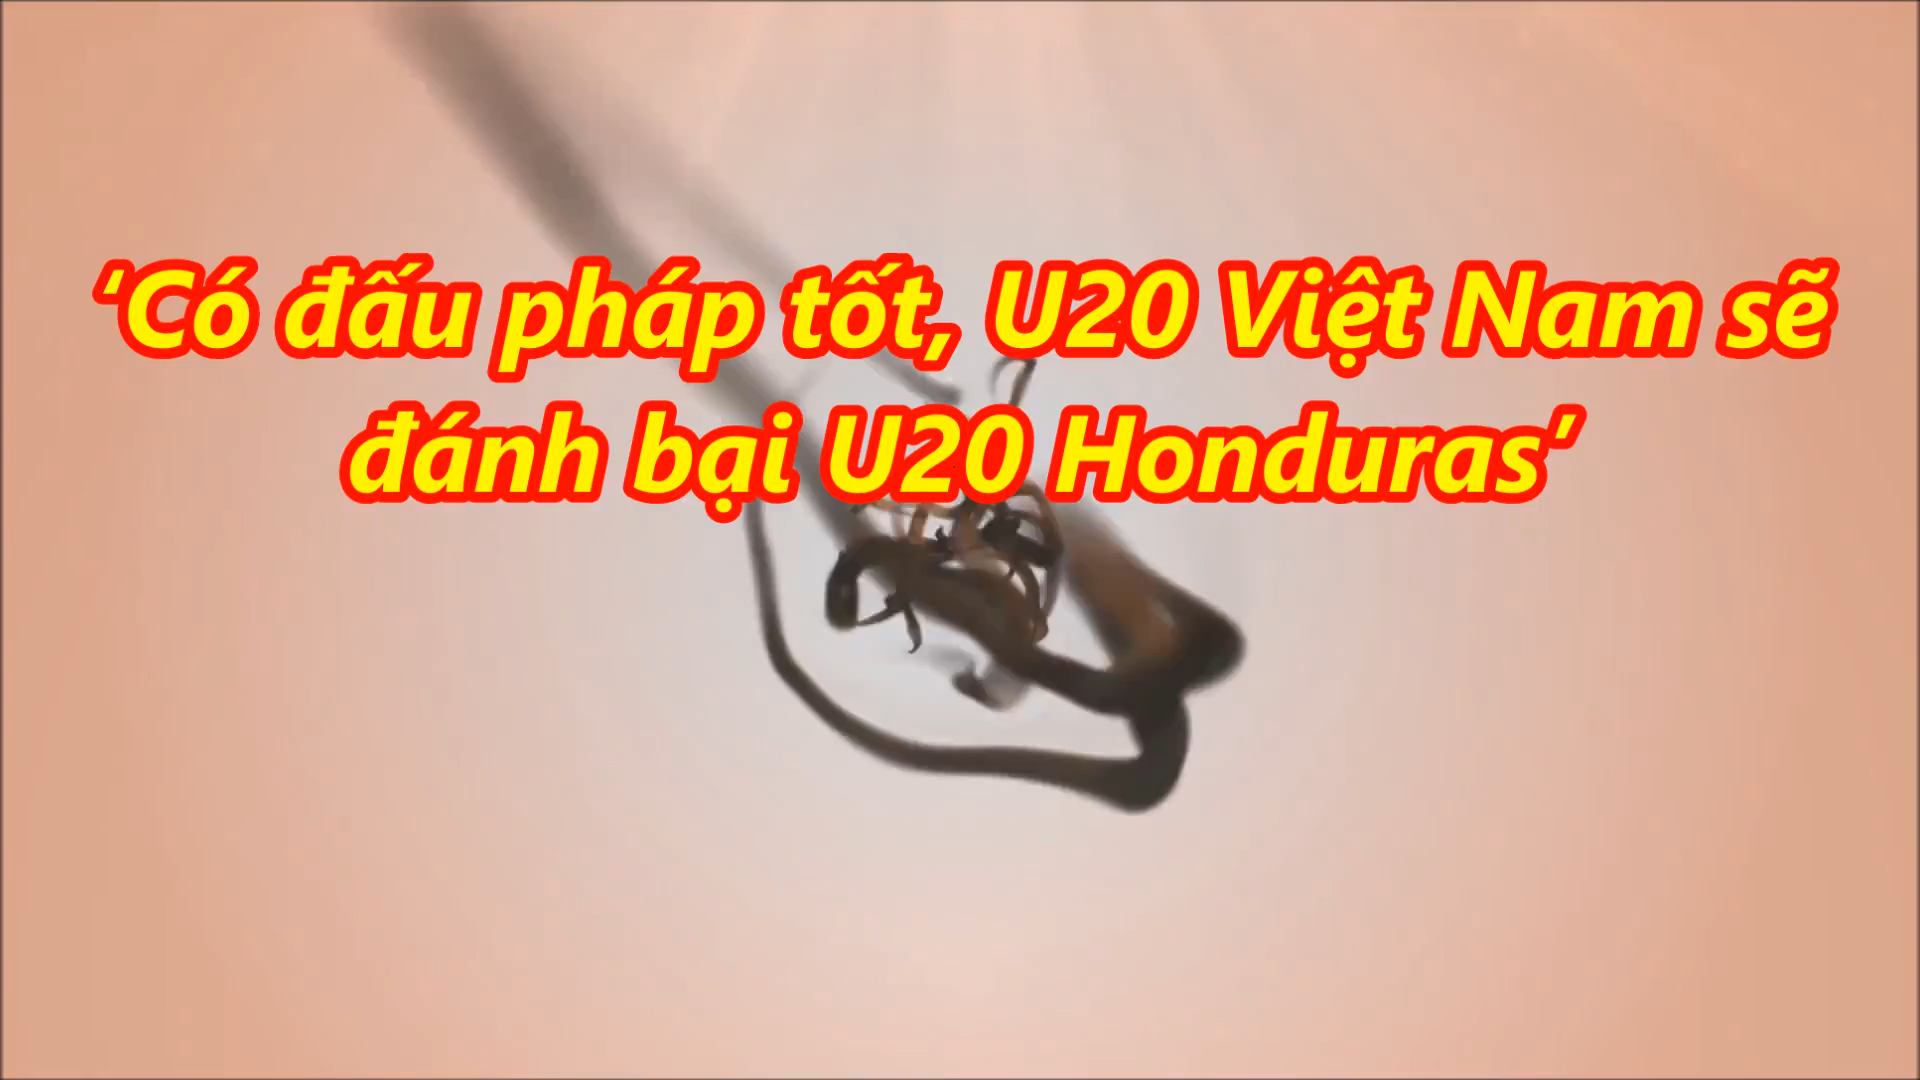 ‘Có đấu pháp tốt, U20 Việt Nam sẽ
đánh bại U20 Honduras’